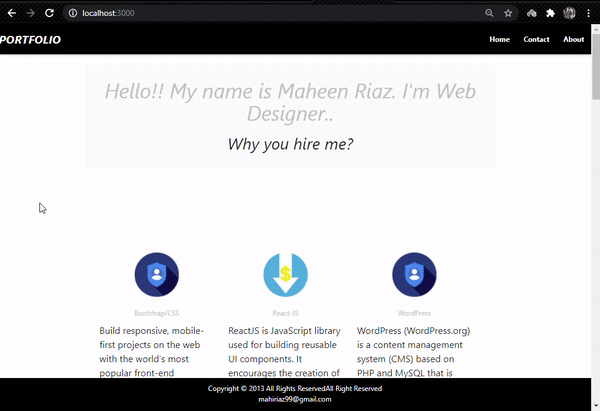 localhost:3000
PORTFOLIO
Home Contact About
Hello!! My name is Maheen Riaz. I'm Web
Designer..
Why you hire me?
Bootstrap/CSS
Build responsive, mobile-
first projects on the web
with the world's most
popular front-end
React-JS
ReactJS is JavaScript library
used for building reusable
UI components. It
encourages the creation of
WordPress
WordPress (WordPress.org)
is a content management
system (CMS) based on
PHP and MySQL that is
Copyright © 2013 All Rights ReservedAll Right Reserved
mahiriaz99@gmail.com